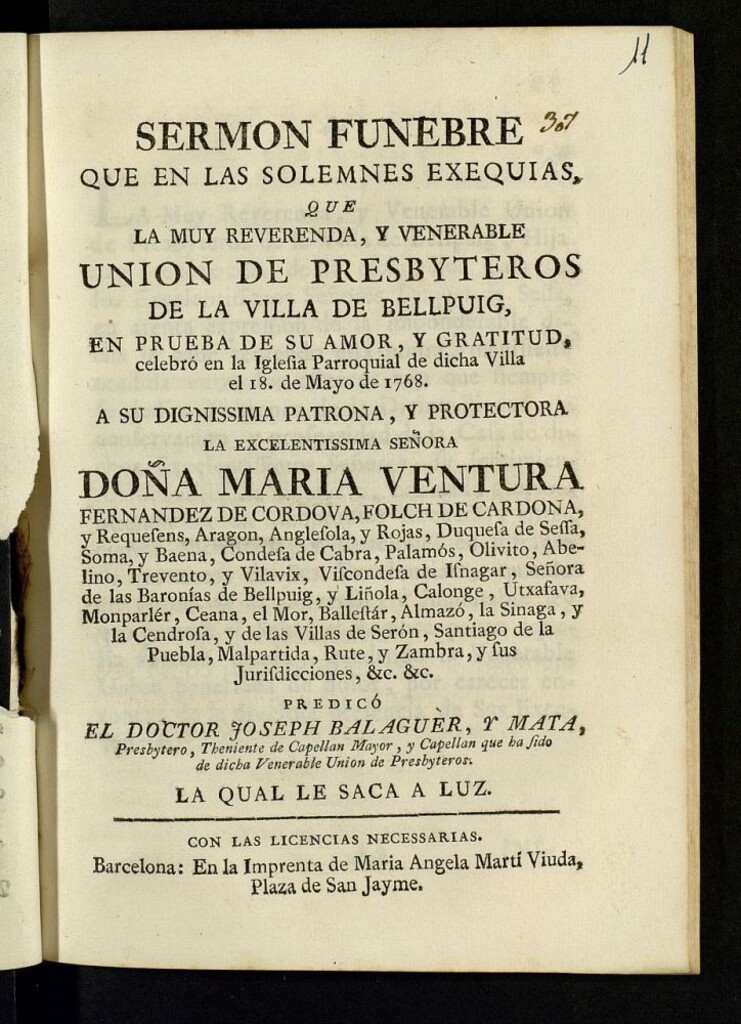 11
SERMON FUNEBRE 307
QUE EN LAS SOLEMNES EXEQUIAS,
QUE
LA MUY REVERENDA, Y VENERABLE
UNION DE PRESBYTEROS
DE LA VILLA DE BELLPUIG,
EN PRUEBA DE SU AMOR, Y GRATITUD,
celebró en la Igleſia Parroquial de dicha Villa
el 18. de Mayo de 1768.
A SU DIGNISSIMA PATRONA, Y PROTECTORA
LA EXCELENTISSIMA SEÑORA
DOÑA MARIA VENTURA
FERNANDEZ DE CORDOVA, FOLCH DE CARDONA,
y Requeſens, Aragon, Angleſola, y Rojas, Duqueſa de Seſſa,
Soma, y Baena, Condeſa de Cabra, Palamós, Olivito, Abe-
lino, Trevento, y Vilavix, Viſcondeſa de Iſnagar, Señora
de las Baronías de Bellpuig, y Liñola, Calonge, Utxafava,
Monparlér, Ceana, el Mor, Balleſtár, Almazó, la Sinaga, y
la Cendroſa, y de las Villas de Serón, Santiago de la
Puebla, Malpartida, Rute, y Zambra, y ſus
Juriſdicciones, &c. &c.
PREDICÓ
EL DOCTOR JOSEPH BALAGUÈR, Y MATA,
Presbytero, Theniente de Capellan Mayor, y Capellan que ha ſido
de dicha Venerable Union de Presbyteros.
LA QUAL LE SACA A LUZ.
CON LAS LICENCIAS NECESSARIAS.
Barcelona: En la Imprenta de Maria Angela Martí Viuda,
Plaza de San Jayme.